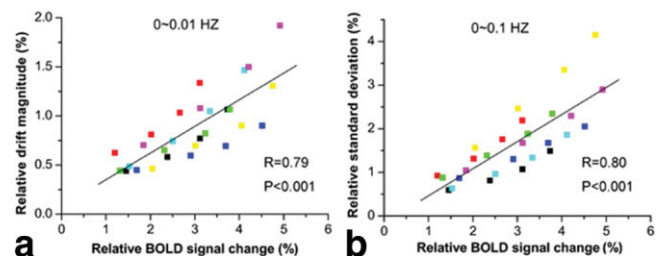 0~0.01 HZ
Relative drift magnitude (%)
2.0
1.5
1.0
0.5
0.0
R=0.79
P<0.001
0 1 2 3 4 5 6
Relative BOLD signal change (%)
a
0~0.1 HZ
Relative standard deviation (%)
4
3
2
1
0
R=0.80
P<0.001
0 1 2 3 4 5 6
Relative BOLD signal change (%)
b